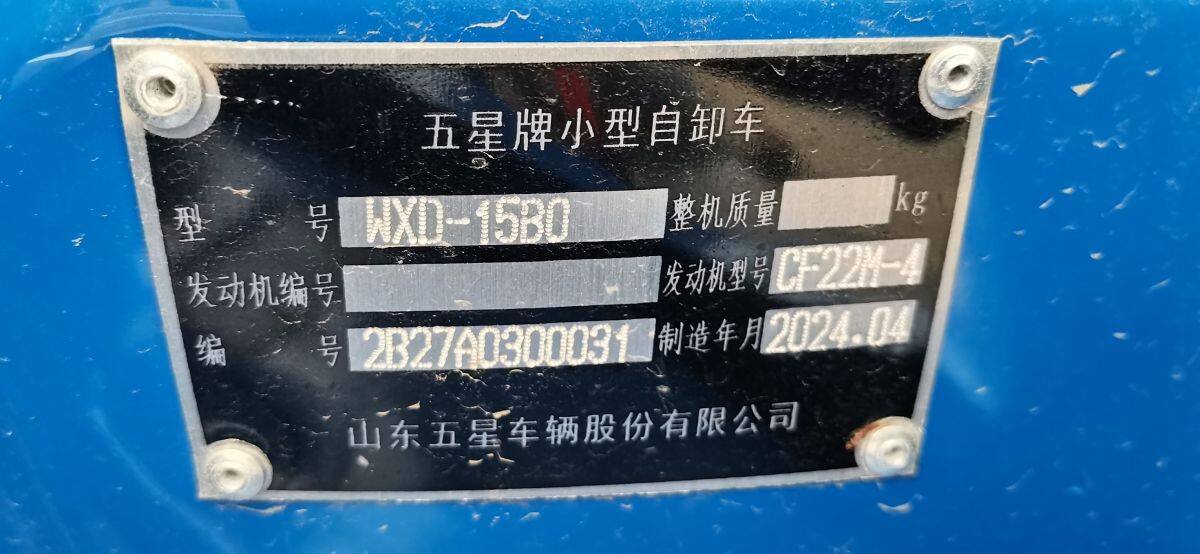 五星牌小型自卸车
型 号 WXD-15B0 整机质量 kg
发动机编号 发动机型号 CF22M-4
编 号 2B27A0300031 制造年月 2024.04
山东五星车辆股份有限公司